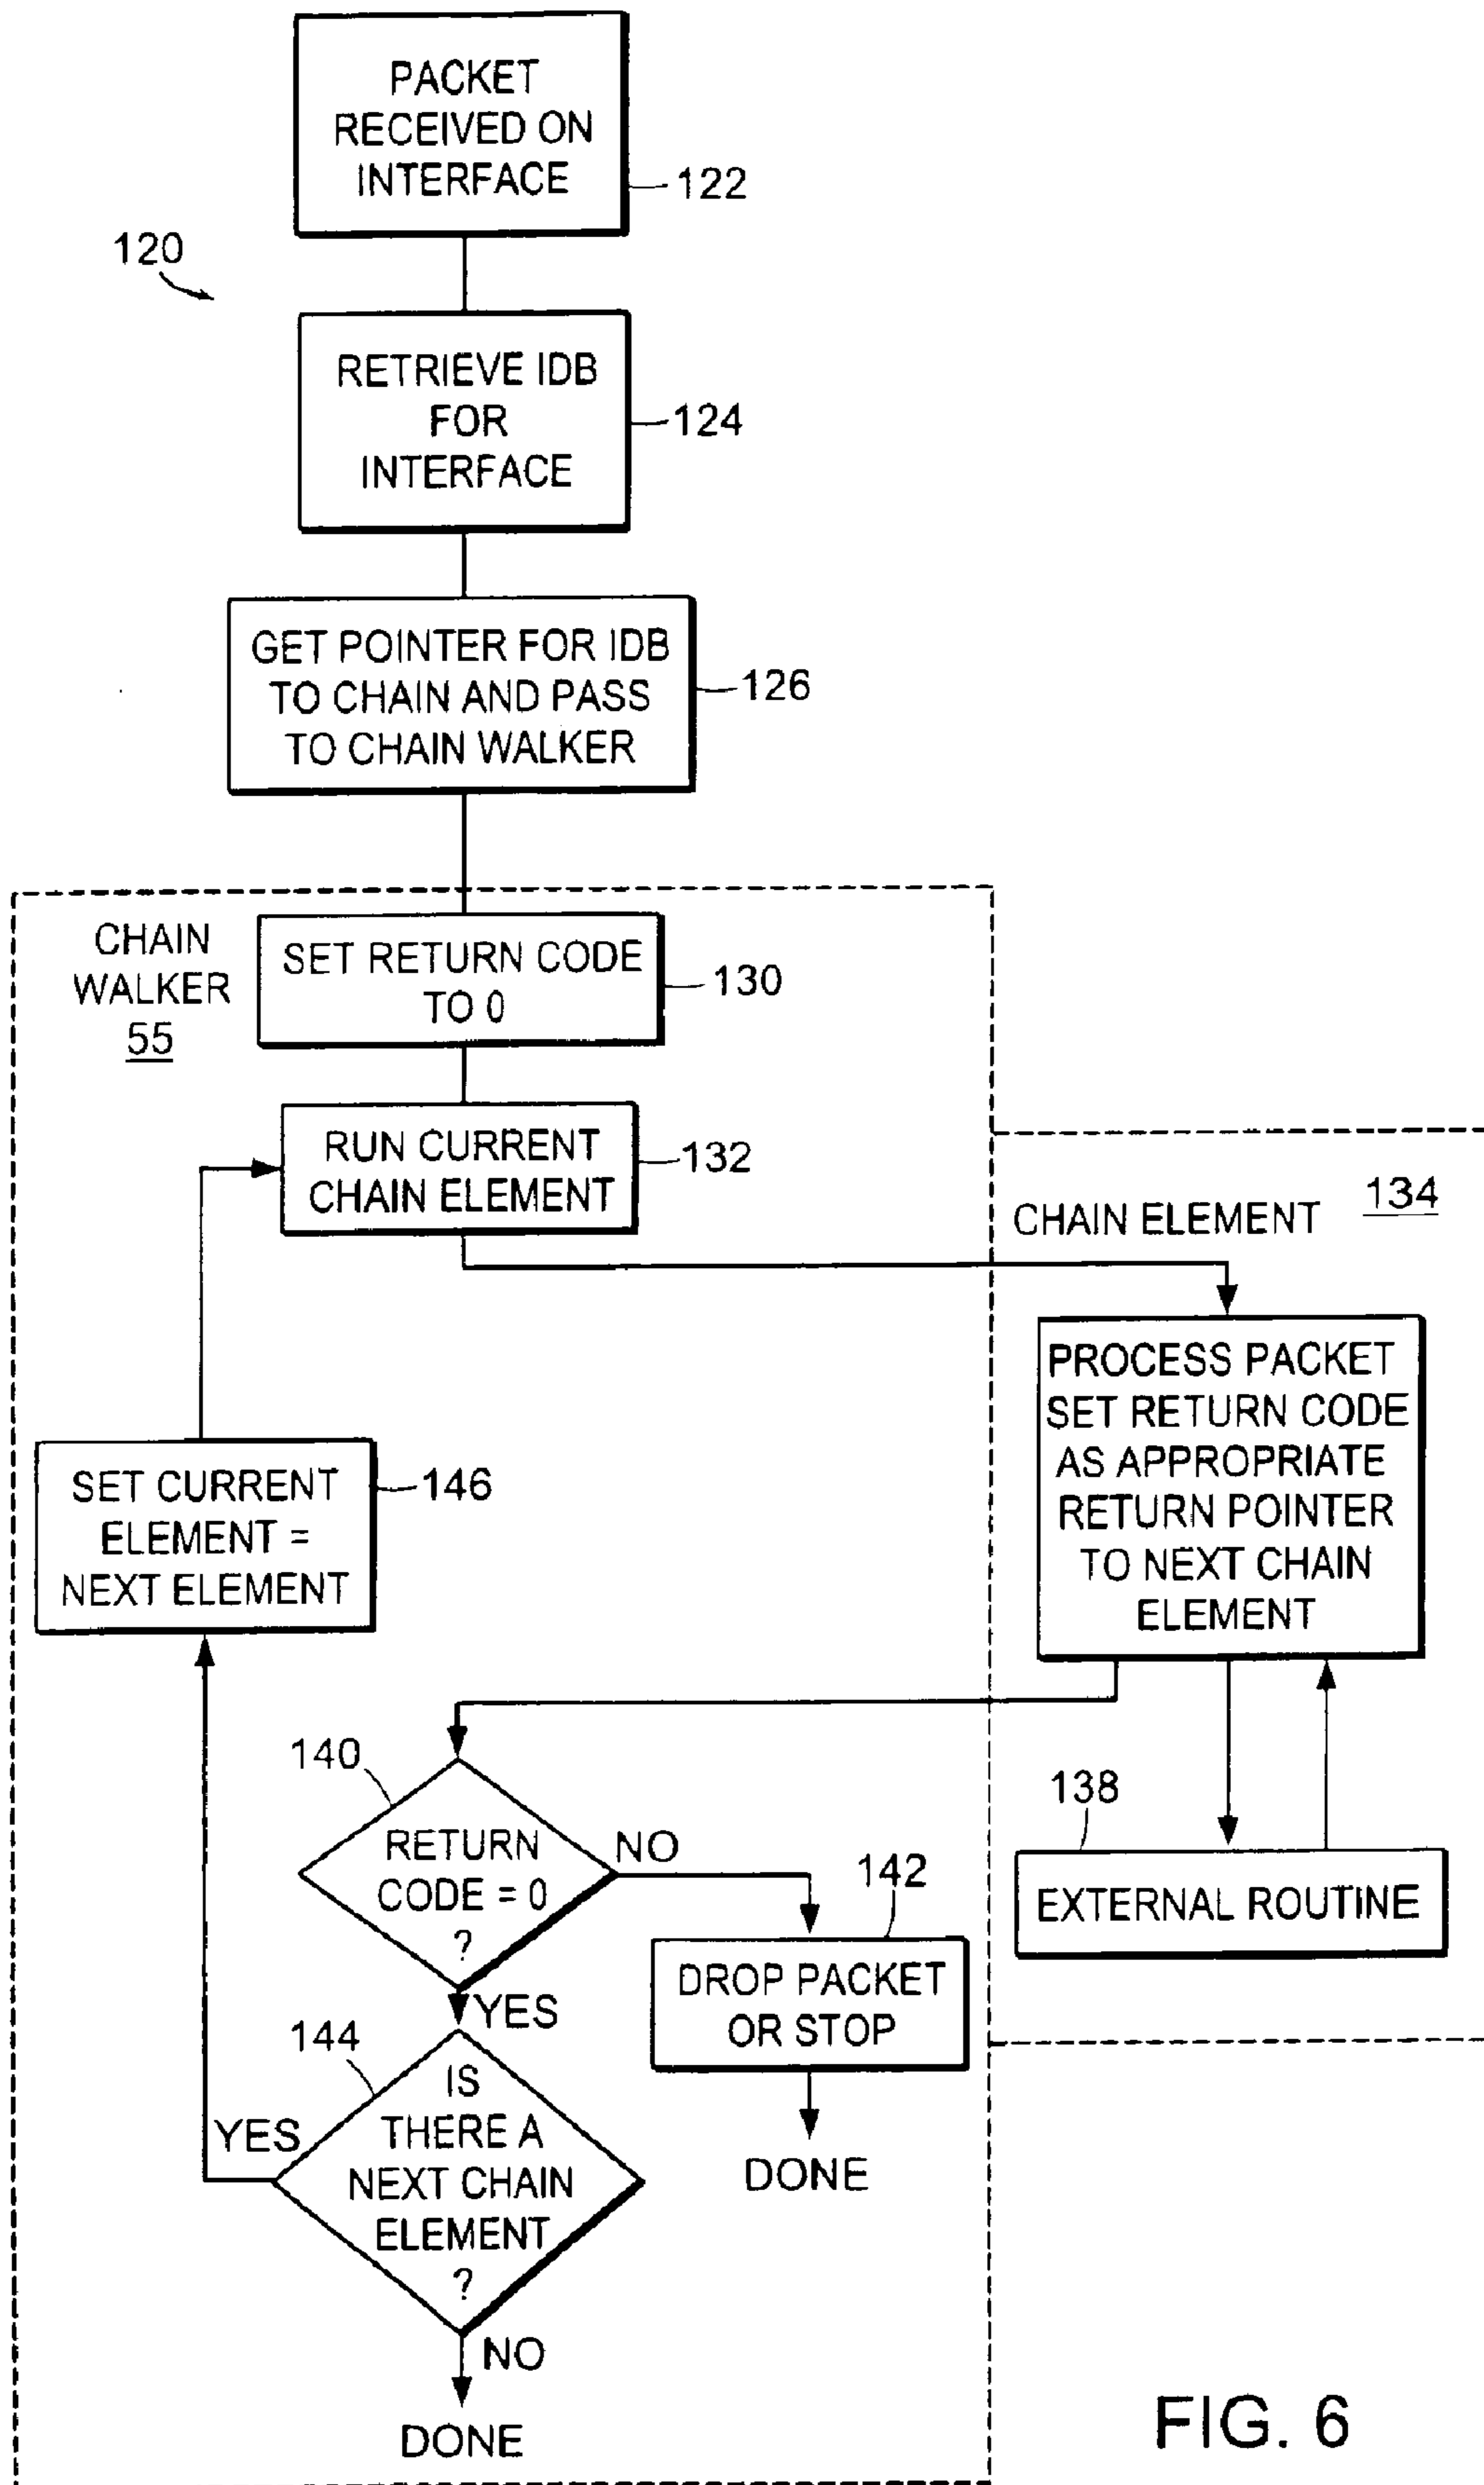 PACKET
RECEIVED ON
INTERFACE
122
120
RETRIEVE IDB
FOR
INTERFACE
124
GET POINTER FOR IDB
TO CHAIN AND PASS
TO CHAIN WALKER
126
CHAIN
WALKER
55
SET RETURN CODE
TO 0
130
RUN CURRENT
CHAIN ELEMENT
132
CHAIN ELEMENT
134
PROCESS PACKET
SET RETURN CODE
AS APPROPRIATE
RETURN POINTER
TO NEXT CHAIN
ELEMENT
SET CURRENT
ELEMENT =
NEXT ELEMENT
146
140
RETURN
CODE = 0
?
NO
YES
138
EXTERNAL ROUTINE
142
DROP PACKET
OR STOP
DONE
144
IS
THERE A
NEXT CHAIN
ELEMENT
?
YES
NO
DONE
FIG. 6